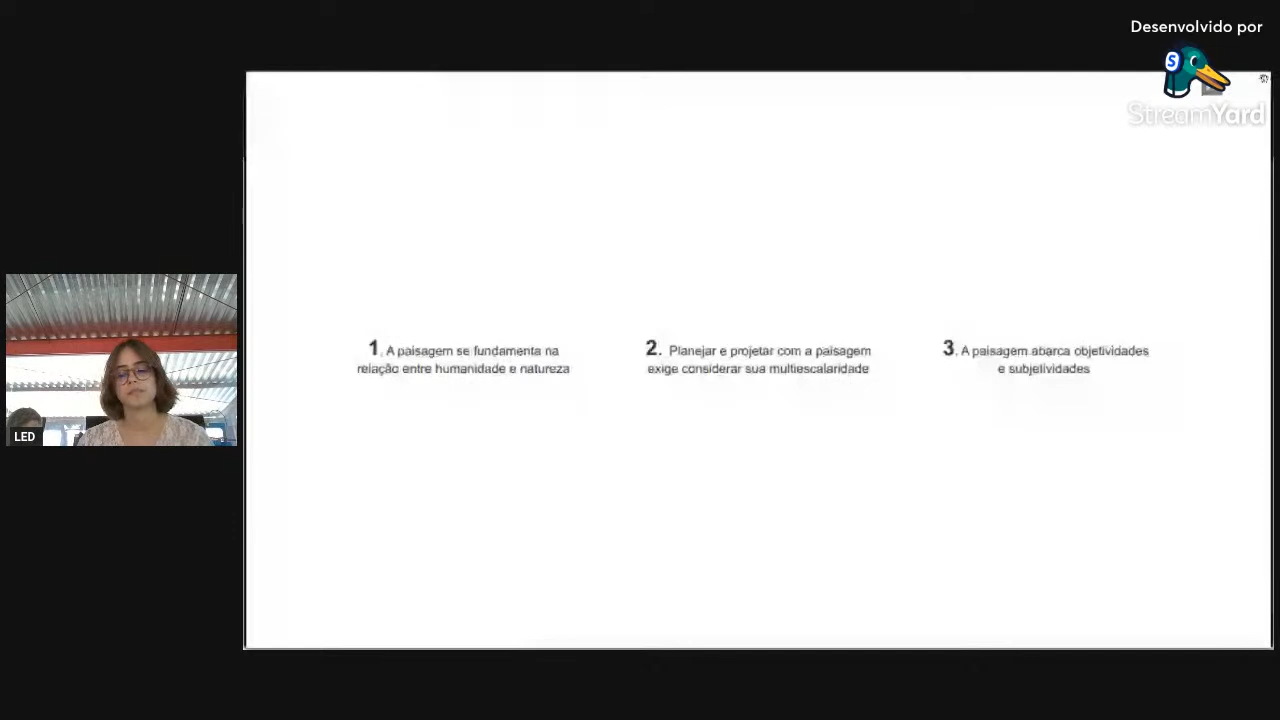 Desenvolvido por
StreamYard
1. A paisagem se fundamenta na
relação entre humanidade e natureza
2. Planejar e projetar com a paisagem
exige considerar sua multiescalaridade
3. A paisagem abarca objetividades
e subjetividades
LED